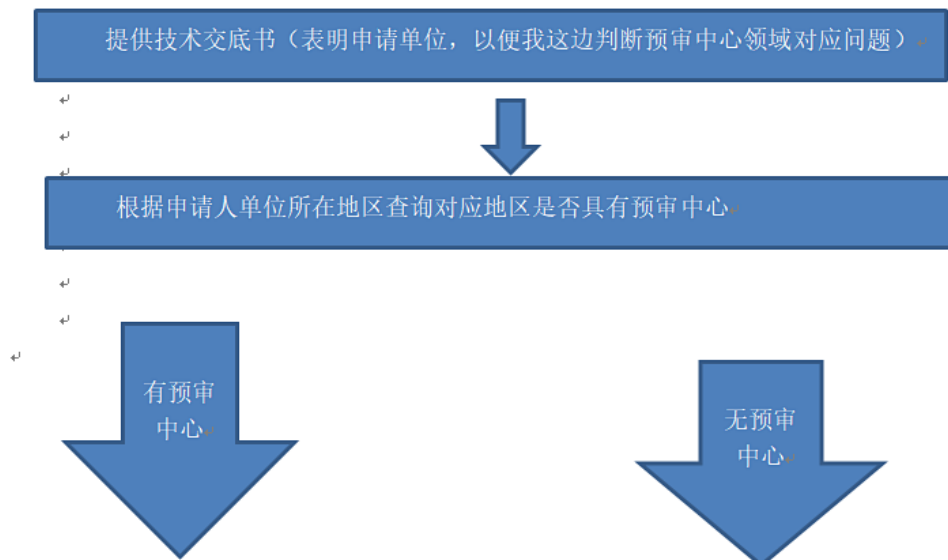 提供技术交底书（表明申请单位，以便我这边判断预审中心领域对应问题）
根据申请人单位所在地区查询对应地区是否具有预审中心
有预审
中心
无预审
中心